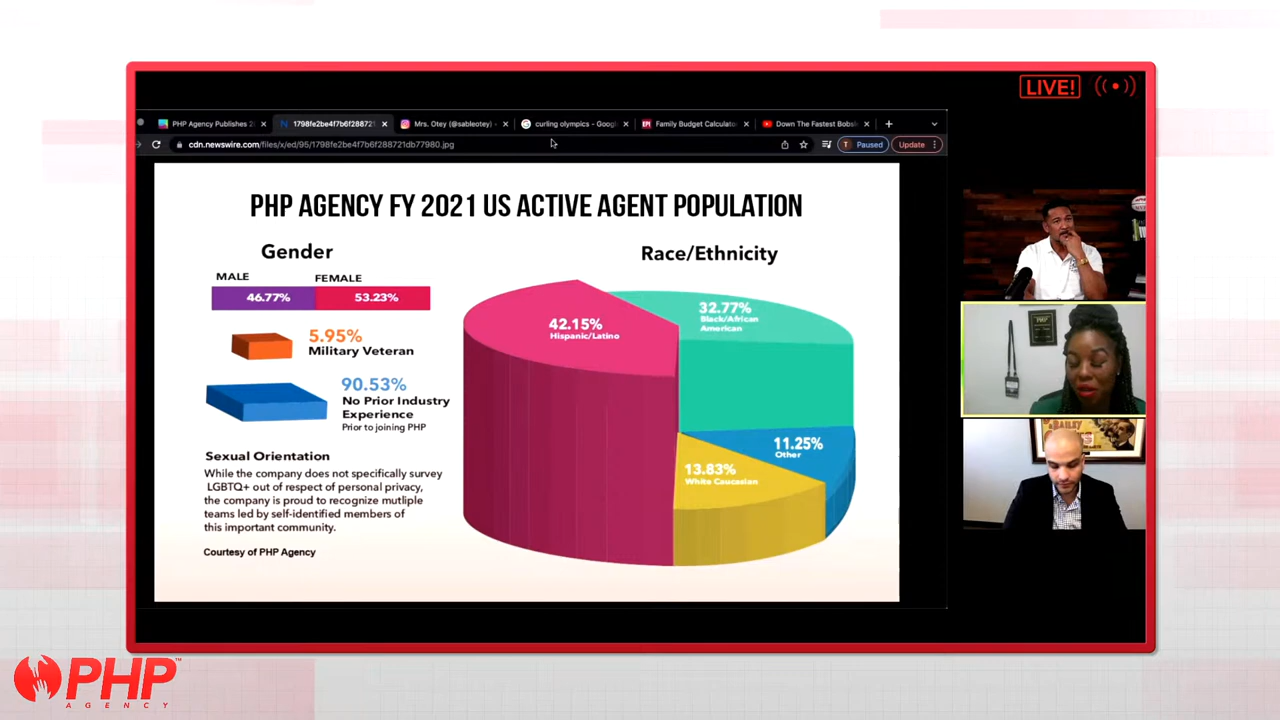 LIVE!
PHP Agency Publishes 2
1798fe2be4f7b6f288721
Mrs. Otey (@sableotey)
curling olympics - Goog
Family Budget Calculato
Down The Fastest Bobsl
cdn.newswire.com/files/x/ed/95/1798fe2be4f7b6f288721db77980.jpg
T Paused
Update
PHP AGENCY FY 2021 US ACTIVE AGENT POPULATION
Gender
MALE FEMALE
46.77% 53.23%
5.95%
Military Veteran
90.53%
No Prior Industry
Experience
Prior to joining PHP
Sexual Orientation
While the company does not specifically survey
LGBTQ+ out of respect of personal privacy,
the company is proud to recognize mutliple
teams led by self-identified members of
this important community.
Courtesy of PHP Agency
Race/Ethnicity
42.15%
Hispanic/Latino
32.77%
Black/African
American
11.25%
Other
13.83%
White Caucasian
PHP
BAILEY
PHP™
AGENCY